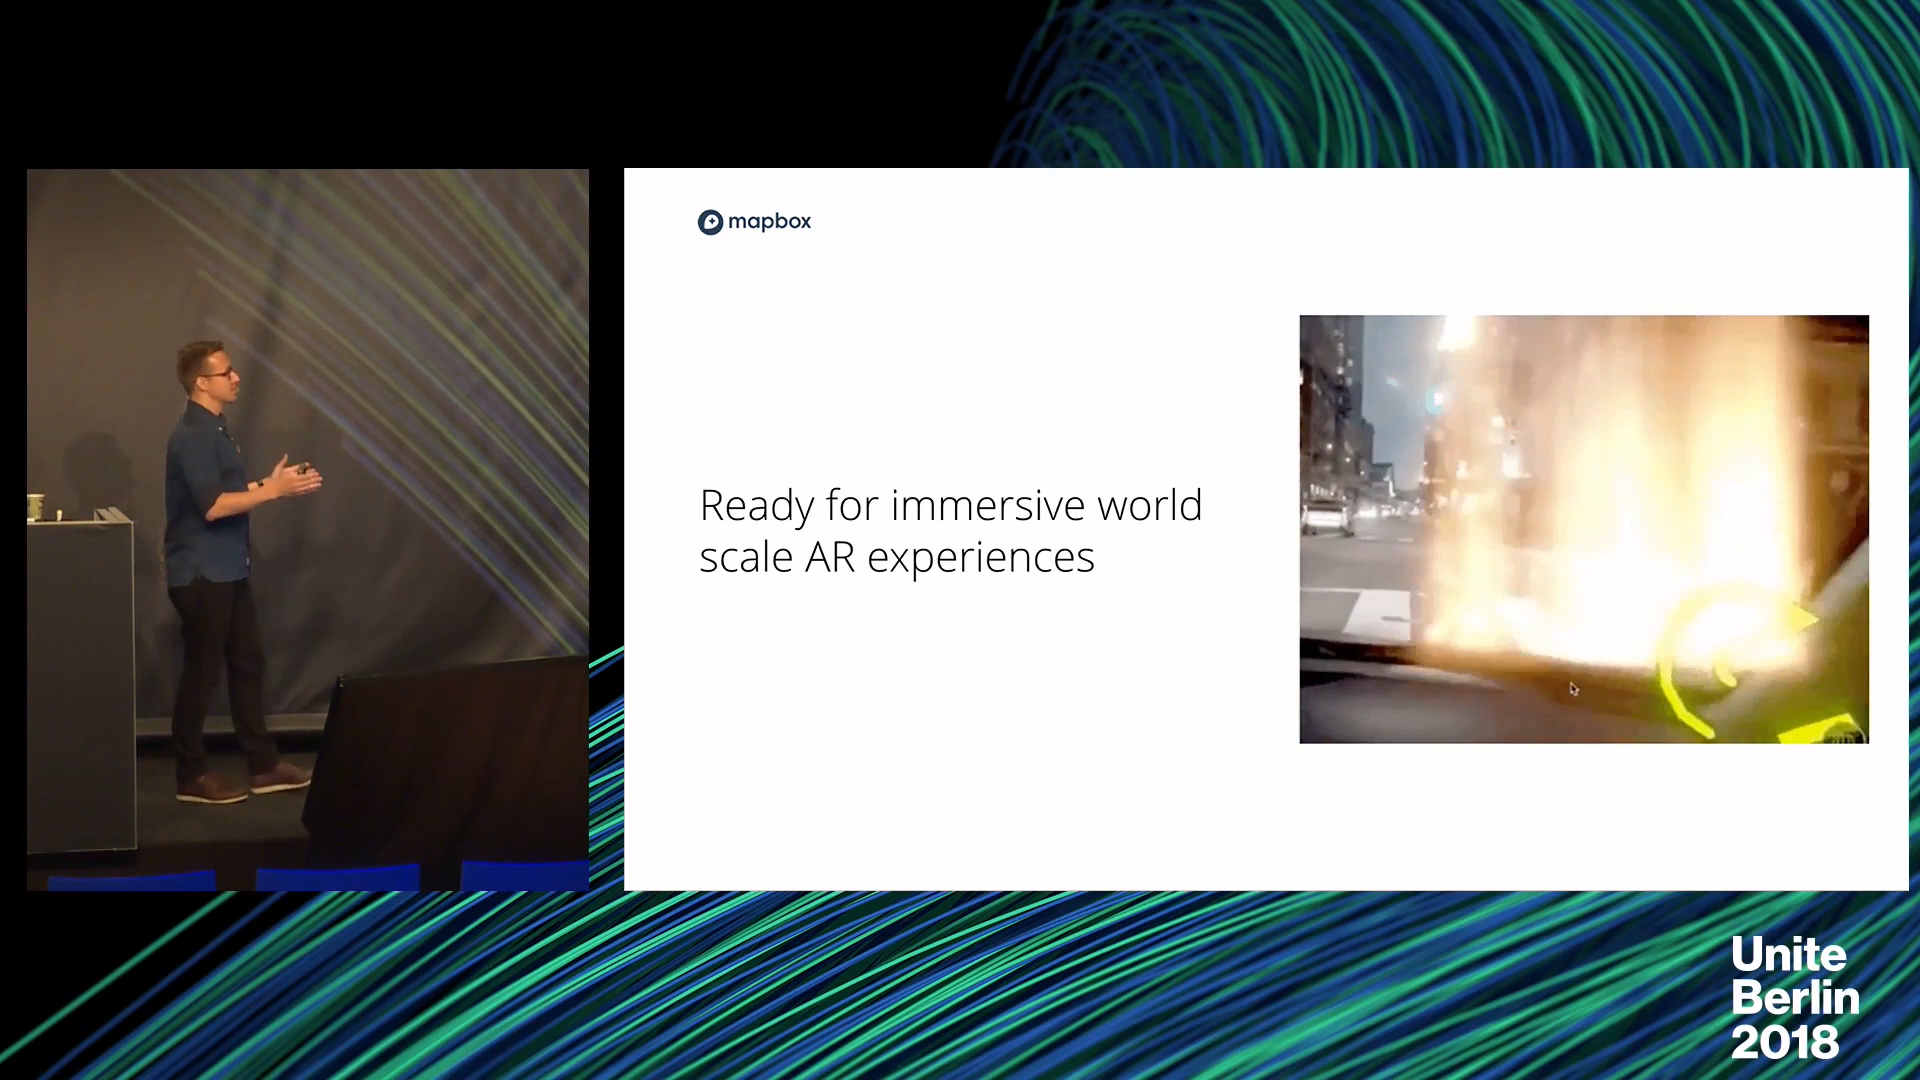 mapbox
Ready for immersive world
scale AR experiences
Unite
Berlin
2018